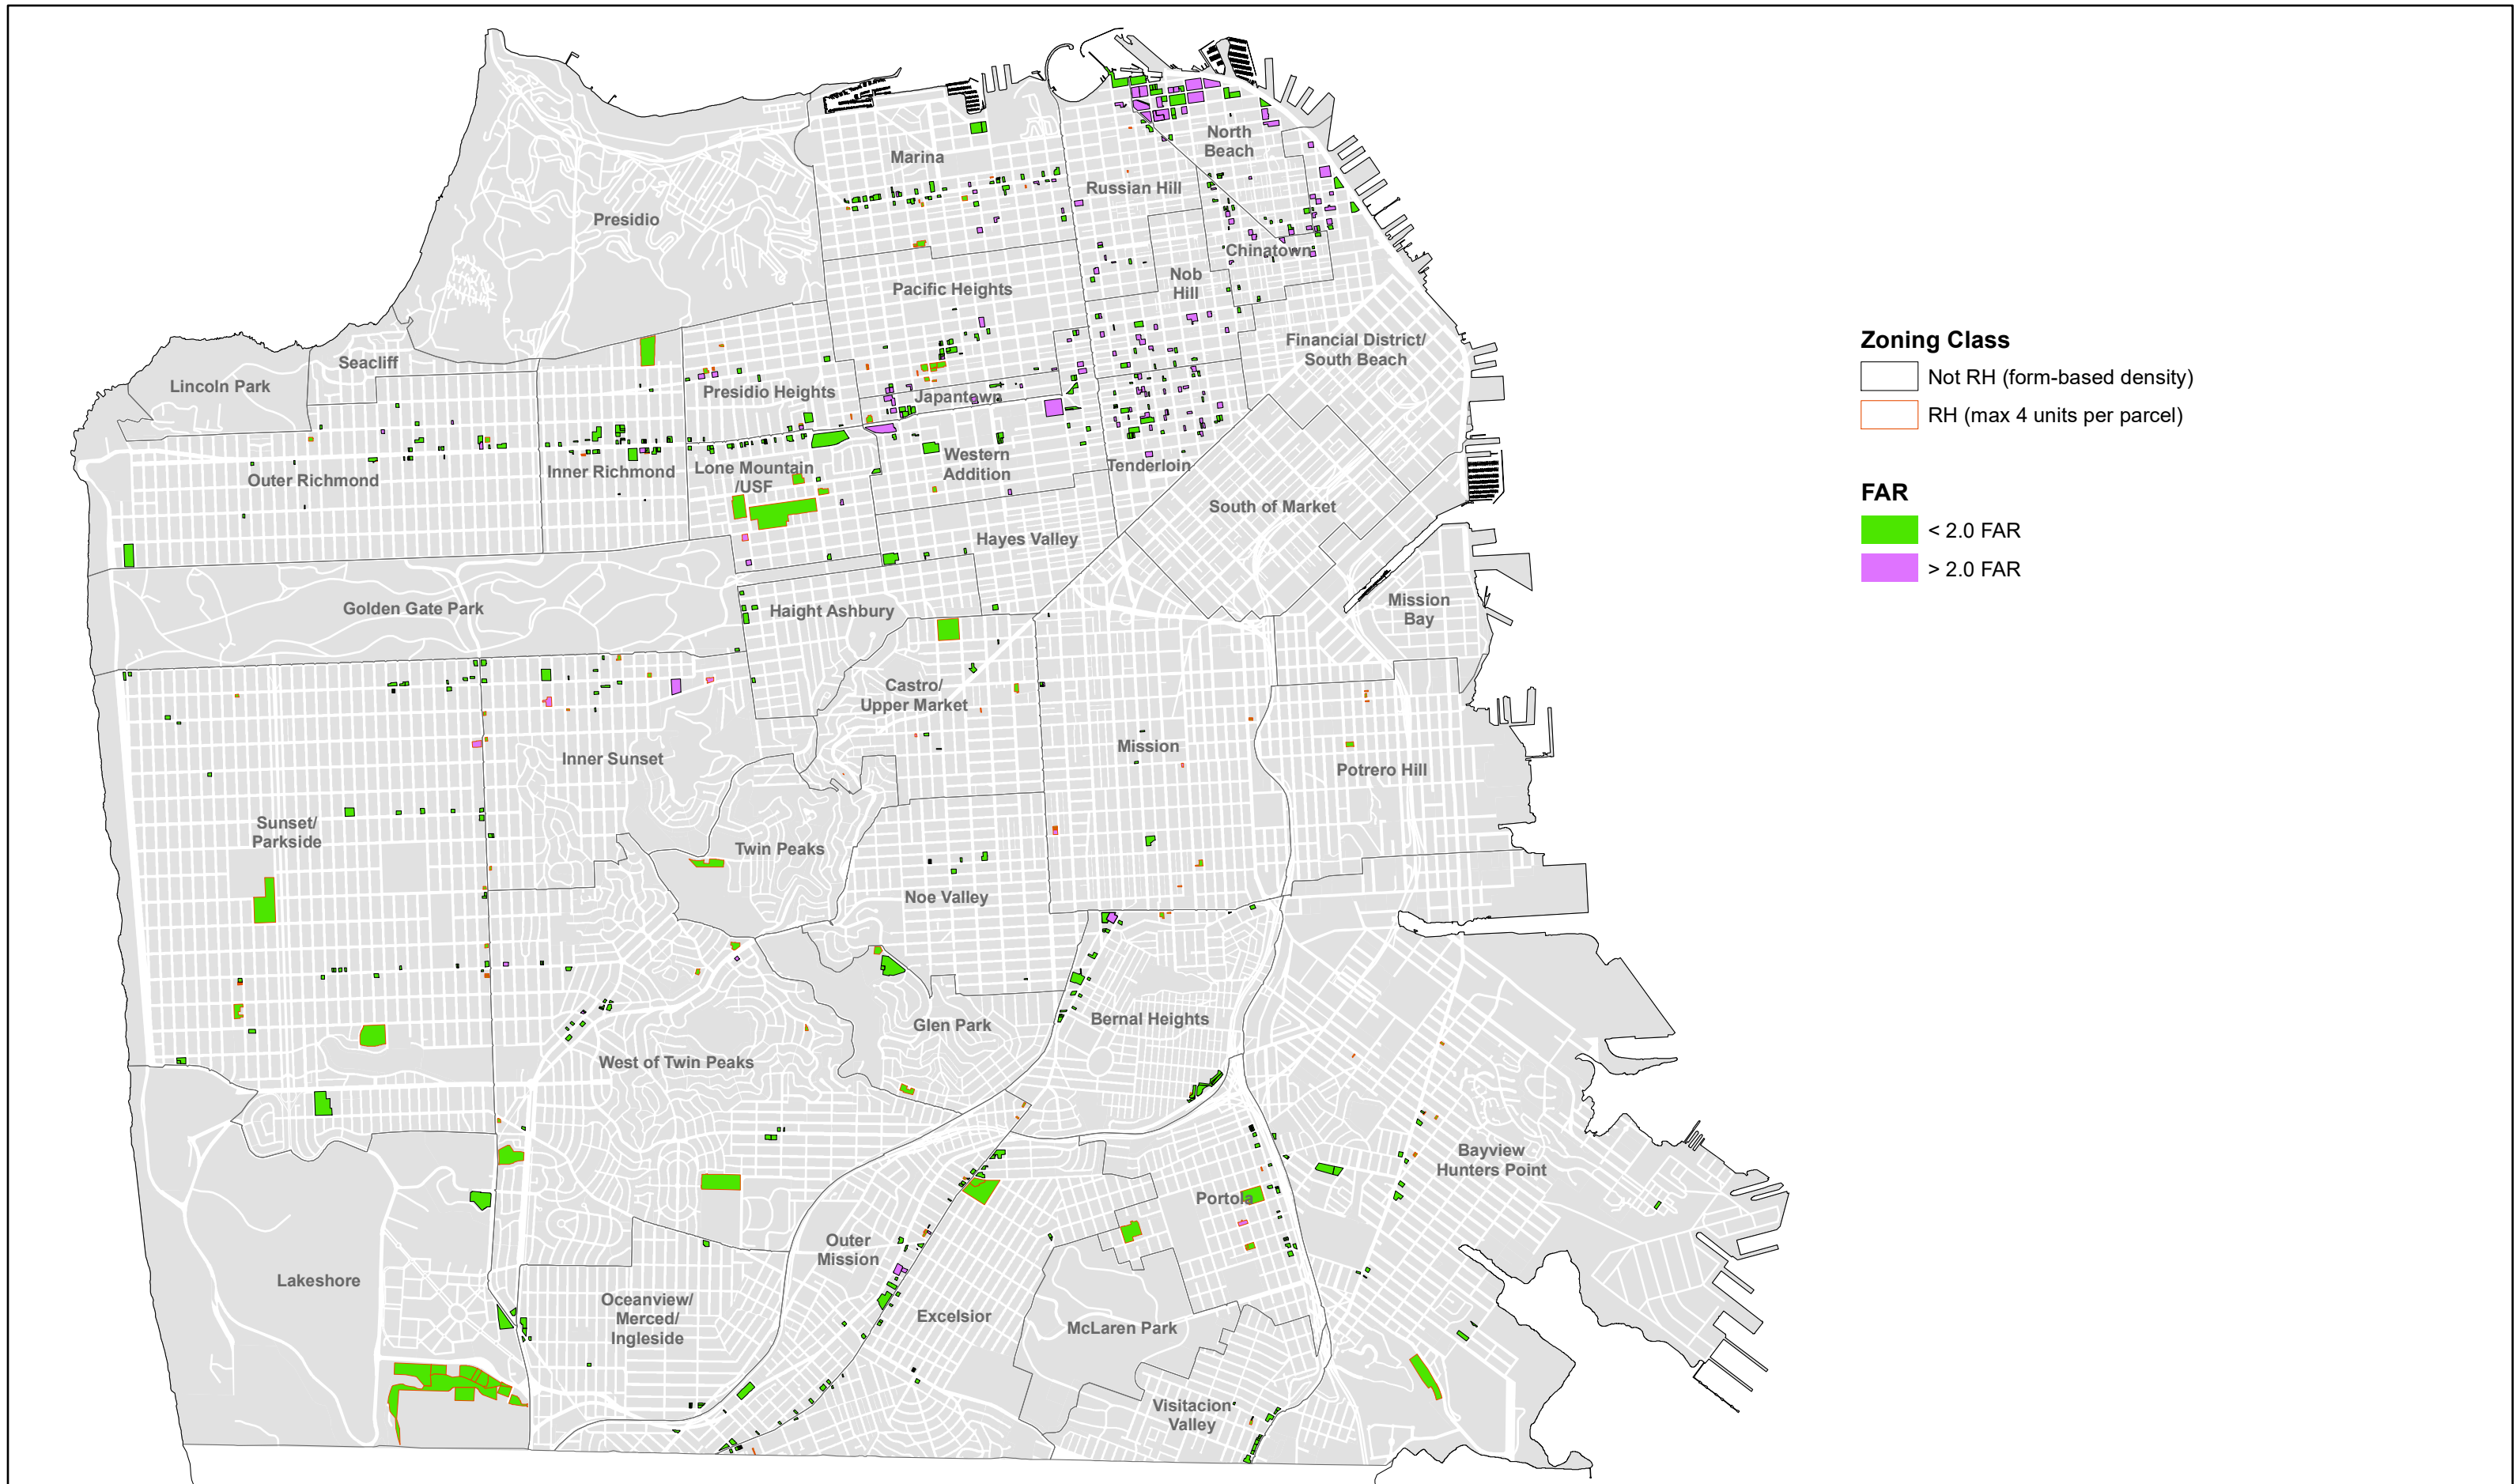 Marina
North
Beach
Russian Hill
Presidio
Chinatown
Nob
Hill
Pacific Heights
Financial District/
South Beach
Seacliff
Lincoln Park
Presidio Heights
Japantown
Outer Richmond
Inner Richmond
Lone Mountain
/USF
Western
Addition
Tenderloin
South of Market
Hayes Valley
Golden Gate Park
Haight Ashbury
Mission
Bay
Castro/
Upper Market
Inner Sunset
Mission
Potrero Hill
Sunset/
Parkside
Twin Peaks
Noe Valley
Glen Park
Bernal Heights
West of Twin Peaks
Bayview
Hunters Point
Portola
Outer
Mission
Lakeshore
Oceanview/
Merced/
Ingleside
Excelsior
McLaren Park
Visitacion
Valley
Zoning Class
Not RH (form-based density)
RH (max 4 units per parcel)
FAR
< 2.0 FAR
> 2.0 FAR